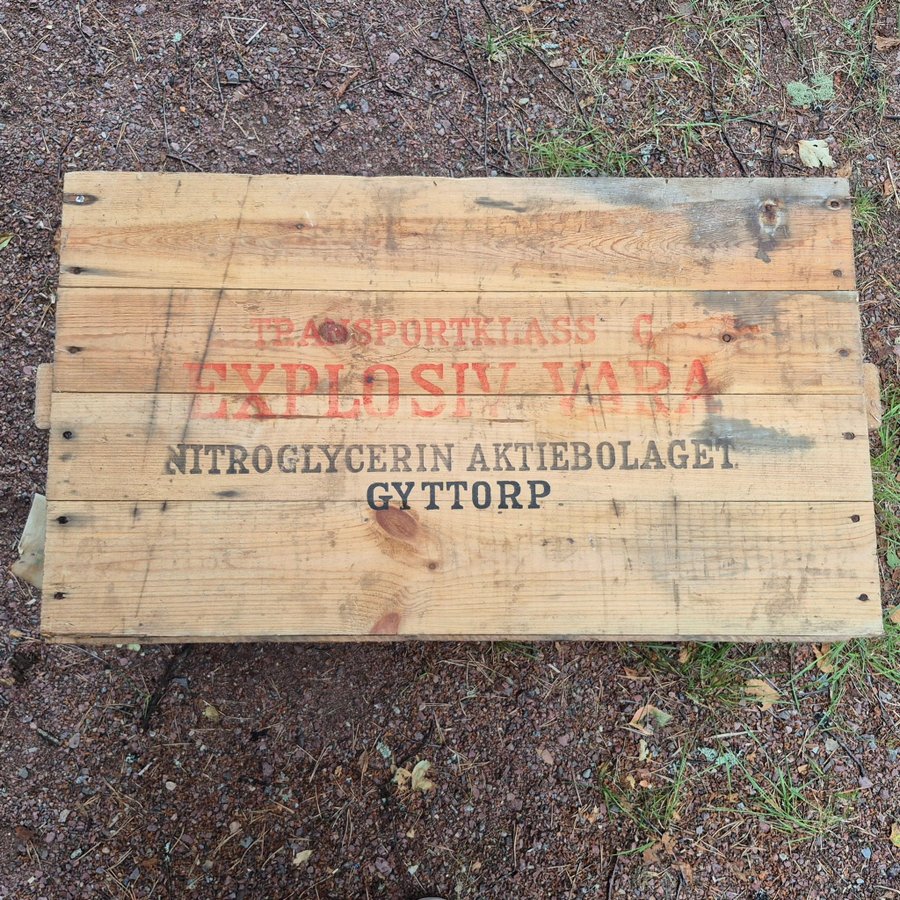 TRANSPORTKLASS C
EXPLOSIV VARA
NITROGLYCERIN AKTIEBOLAGET
GYTTORP